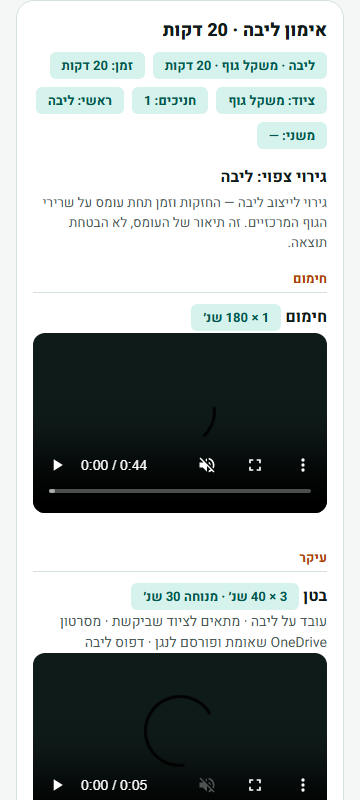 אימון ליבה · 20 דקות
ליבה · משקל גוף · 20 דקות
זמן: 20 דקות
ציוד: משקל גוף
חניכים: 1
ראשי: ליבה
משני: —
גירוי צפוי: ליבה
גירוי לייצוב ליבה — החזקות וזמן תחת עומס על שרירי
הגוף המרכזיים. זה תיאור של העומס, לא הבטחת
תוצאה.
חימום
חימום
1 × 180 שנ׳
0:00 / 0:44
עיקר
בטן
3 × 40 שנ׳ · מנוחה 30 שנ׳
עובד על ליבה · מתאים לציוד שביקשת · מסרטון
OneDrive שאומת ופורסם לנגן · דפוס ליבה
0:00 / 0:05